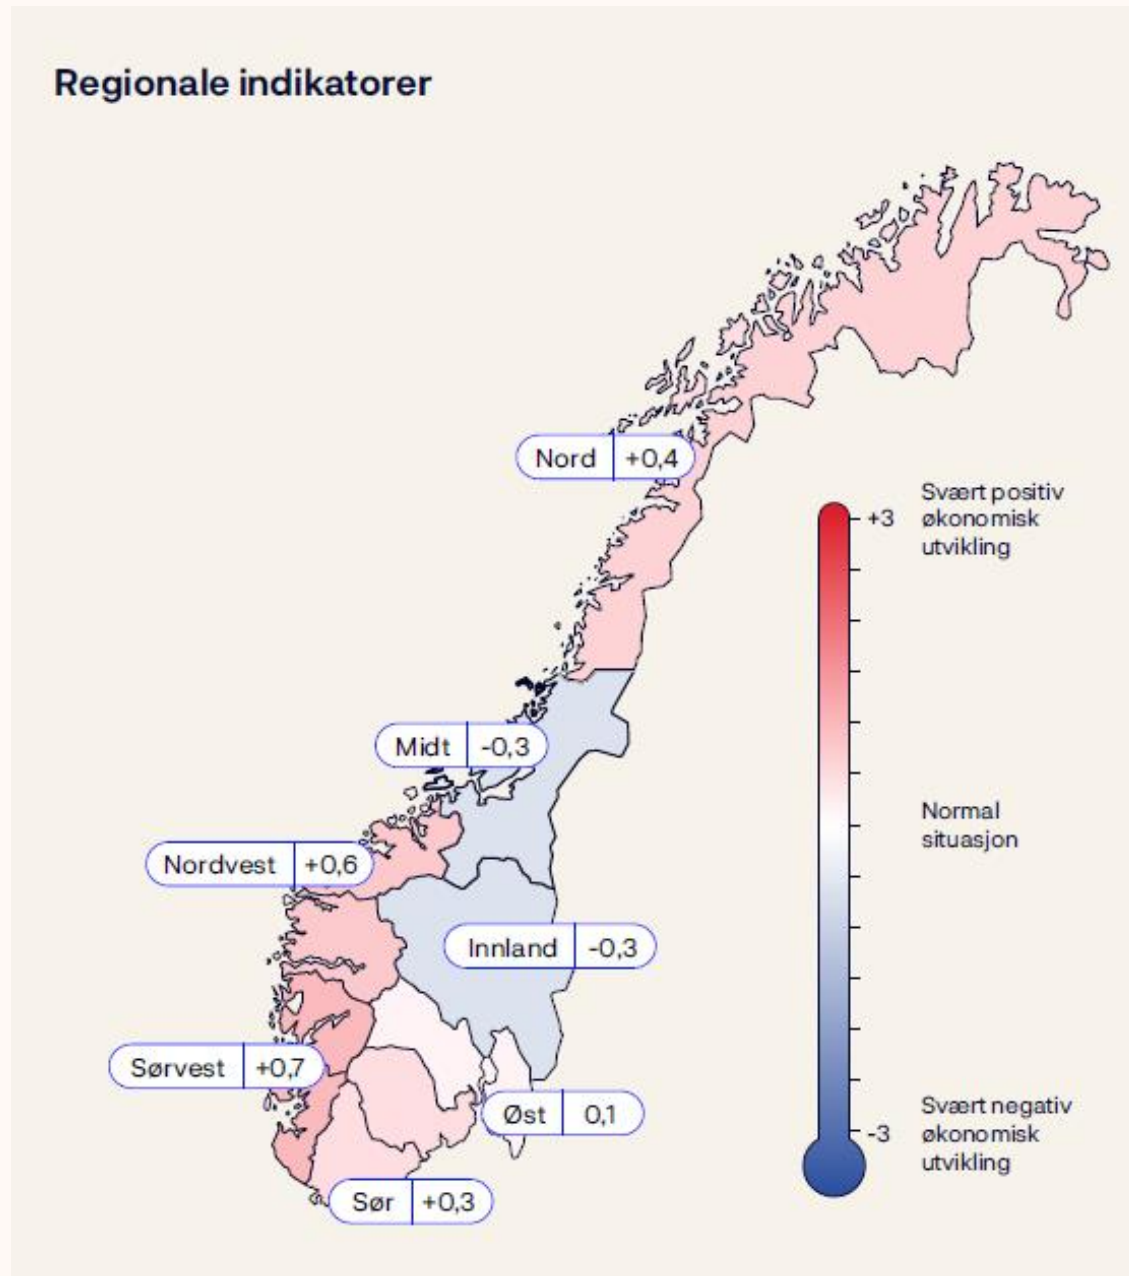 Regionale indikatorer
Nord +0,4
Svært positiv
+3 økonomisk
utvikling
Midt -0,3
Normal
situasjon
Nordvest +0,6
Innland -0,3
Sørvest +0,7
Øst 0,1
Svært negativ
-3 økonomisk
utvikling
Sør +0,3